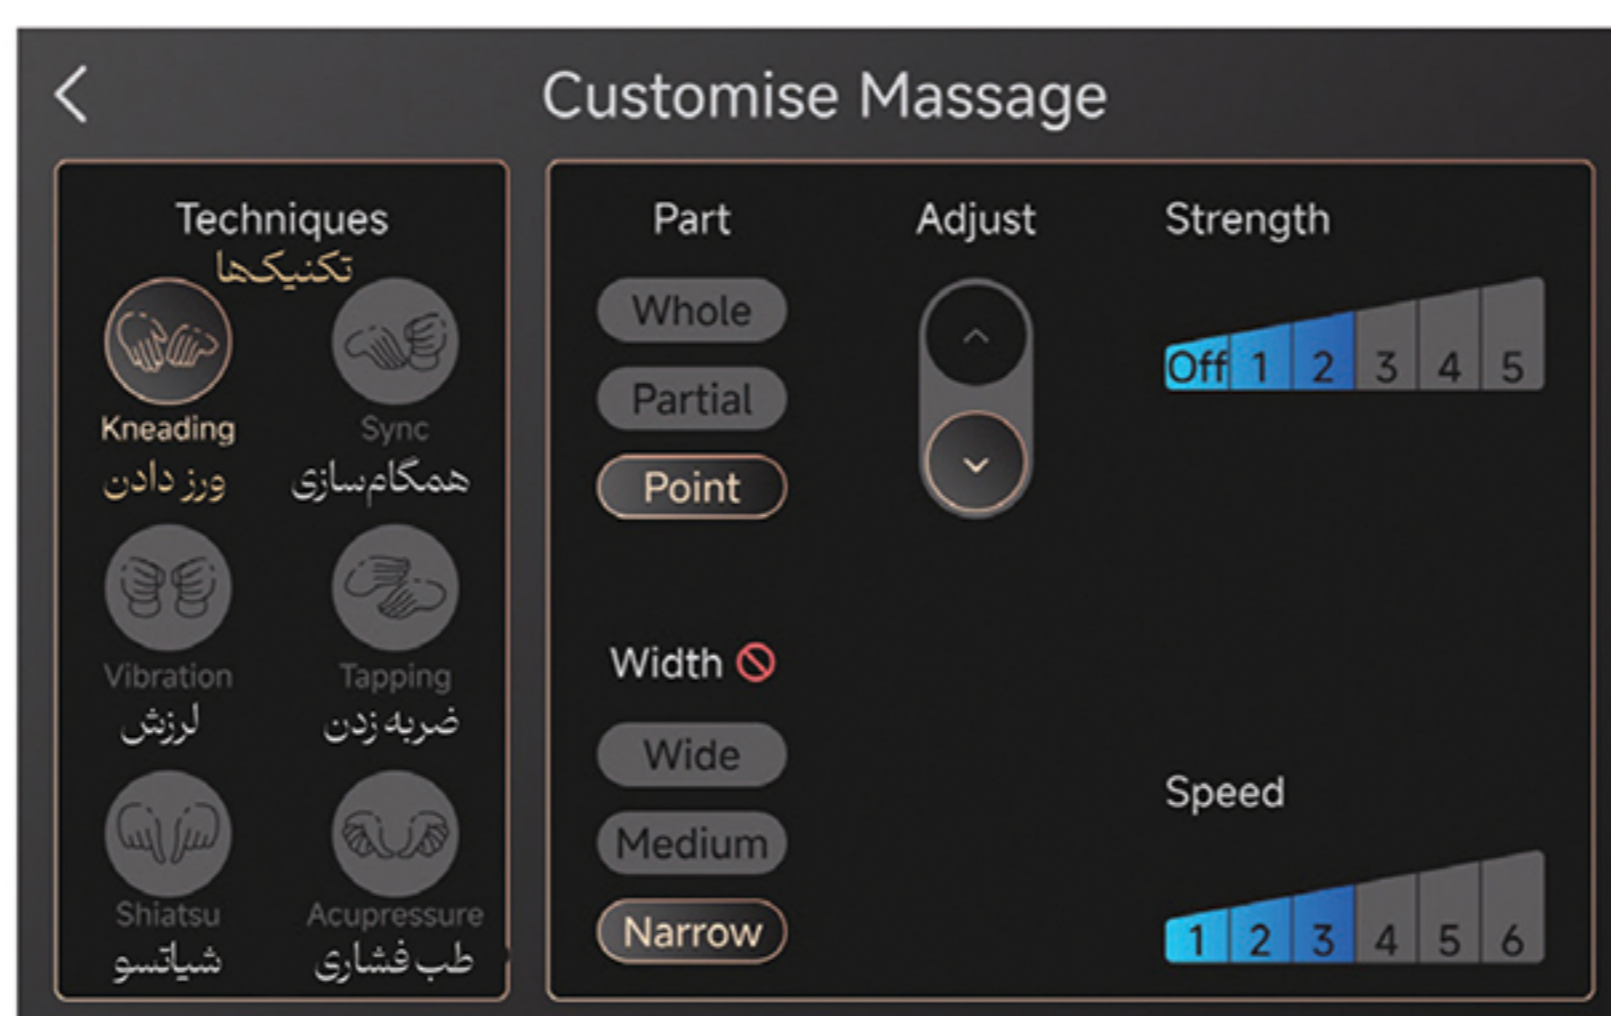 Customise Massage
Techniques
تکنیک‌ها
Kneading
ورز دادن
Sync
همگام‌سازی
Vibration
لرزش
Tapping
ضربه زدن
Shiatsu
شیاتسو
Acupressure
طب فشاری
Part
Whole
Partial
Point
Width
Wide
Medium
Narrow
Adjust
Strength
Off 1 2 3 4 5
Speed
1 2 3 4 5 6